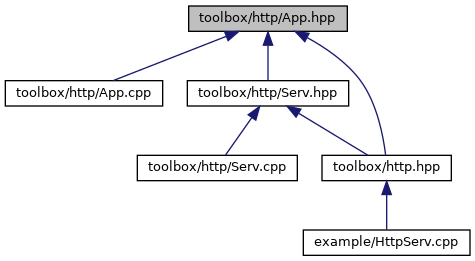 toolbox/http/App.hpp
toolbox/http/App.cpp
toolbox/http/Serv.hpp
toolbox/http/Serv.cpp
toolbox/http.hpp
example/HttpServ.cpp